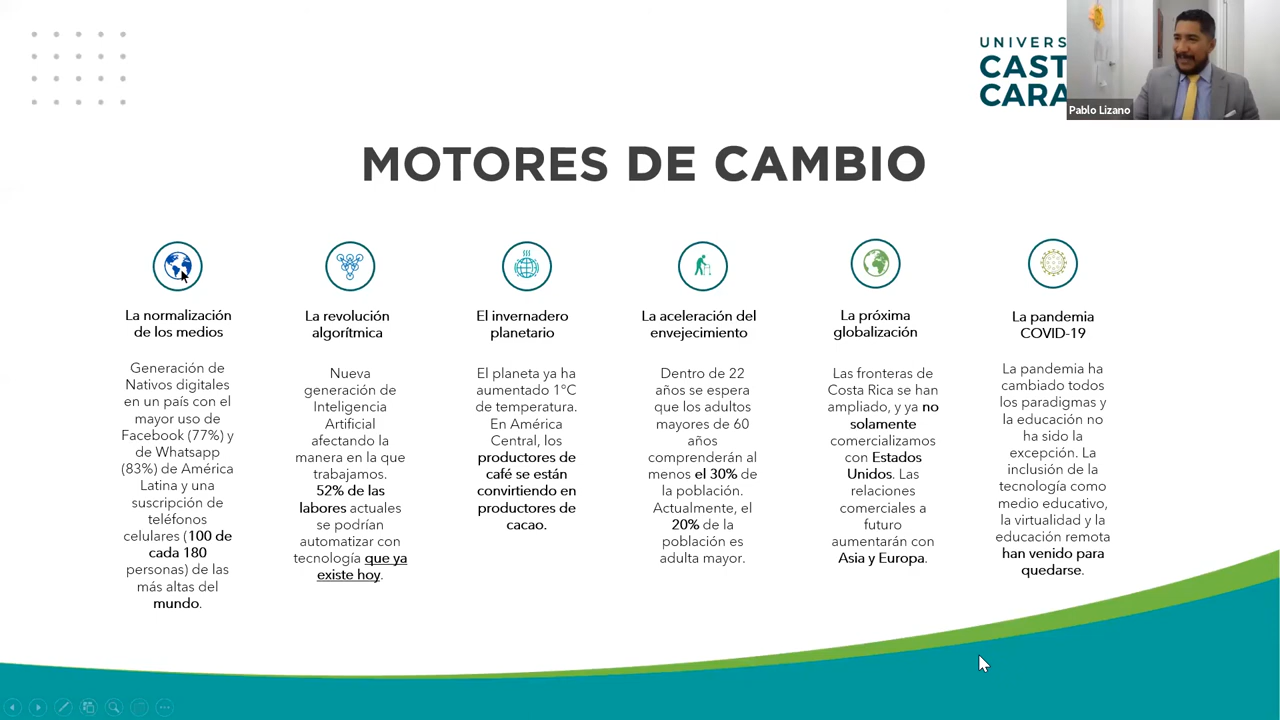 UNIVERS
CAST
CARA
Pablo Lizano
MOTORES DE CAMBIO
La normalización
de los medios
Generación de
Nativos digitales
en un país con el
mayor uso de
Facebook (77%) y
de Whatsapp
(83%) de América
Latina y una
suscripción de
teléfonos
celulares (100 de
cada 180
personas) de las
más altas del
mundo.
La revolución
algorítmica
Nueva
generación de
Inteligencia
Artificial
afectando la
manera en la que
trabajamos.
52% de las
labores actuales
se podrían
automatizar con
tecnología que ya
existe hoy.
El invernadero
planetario
El planeta ya ha
aumentado 1°C
de temperatura.
En América
Central, los
productores de
café se están
convirtiendo en
productores de
cacao.
La aceleración del
envejecimiento
Dentro de 22
años se espera
que los adultos
mayores de 60
años
comprenderán al
menos el 30% de
la población.
Actualmente, el
20% de la
población es
adulta mayor.
La próxima
globalización
Las fronteras de
Costa Rica se han
ampliado, y ya no
solamente
comercializamos
con Estados
Unidos. Las
relaciones
comerciales a
futuro
aumentarán con
Asia y Europa.
La pandemia
COVID-19
La pandemia ha
cambiado todos
los paradigmas y
la educación no
ha sido la
excepción. La
inclusión de la
tecnología como
medio educativo,
la virtualidad y la
educación remota
han venido para
quedarse.